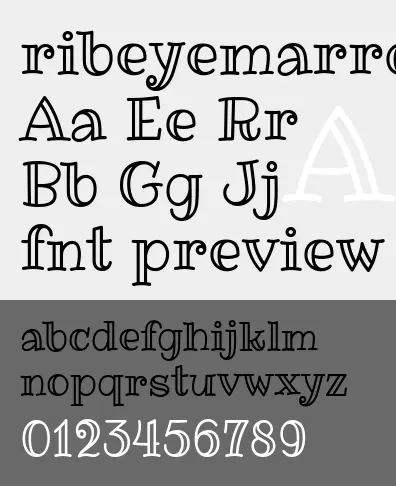 ribeyemarro
Aa Ee Rr
A
Bb Gg Jj
fnt preview
abcdefghijklm
nopqrstuvwxyz
0123456789